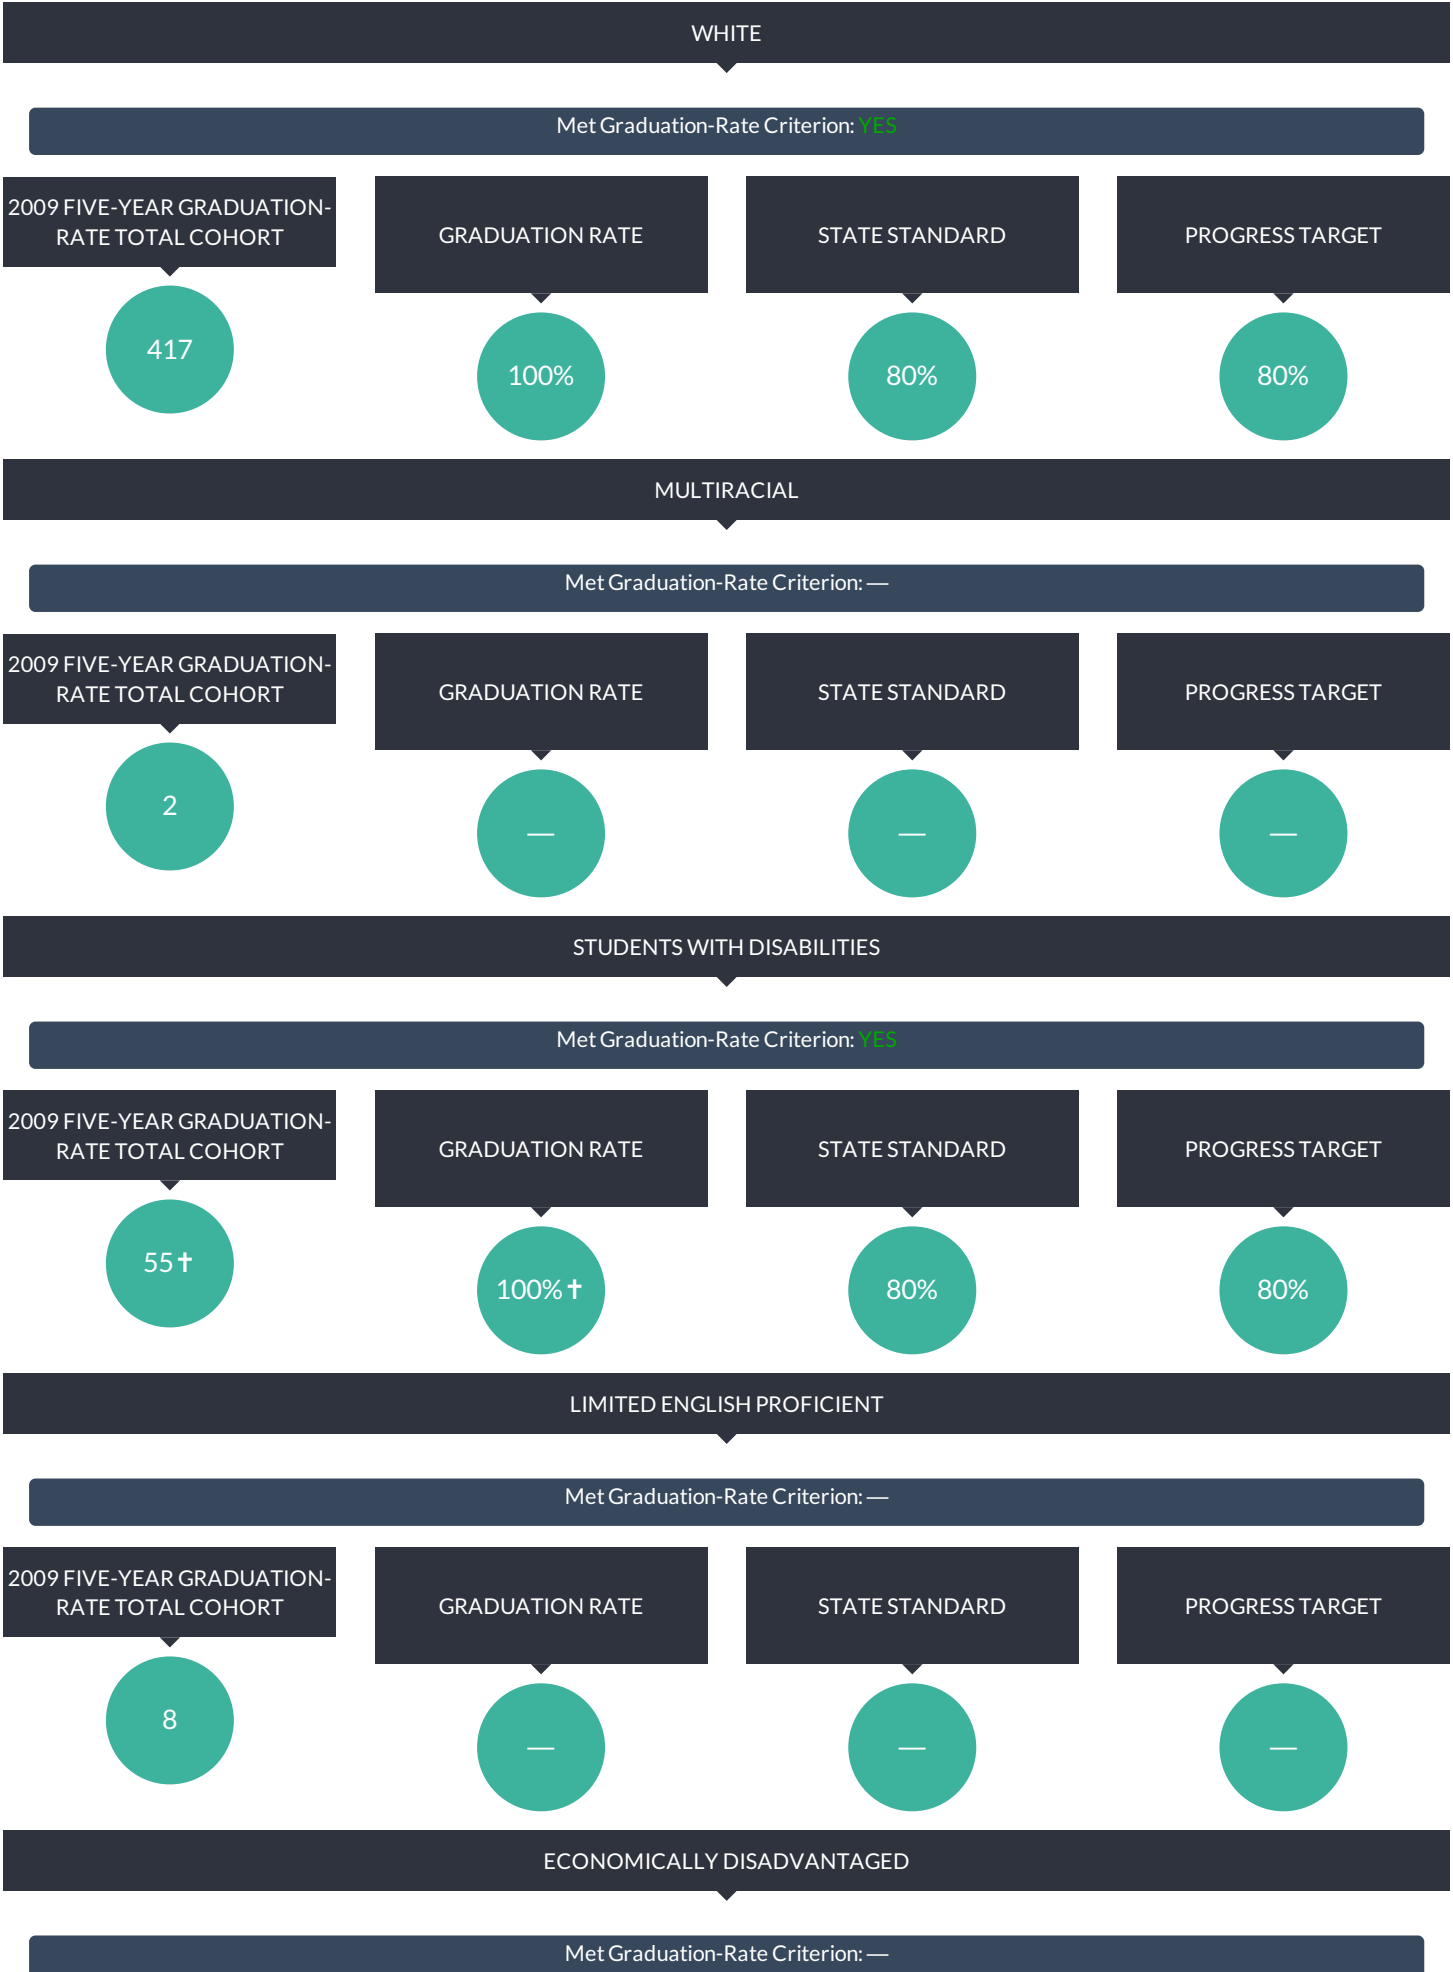 WHITE
Met Graduation-Rate Criterion: YES
2009 FIVE-YEAR GRADUATION-
RATE TOTAL COHORT
417
GRADUATION RATE
100%
STATE STANDARD
80%
PROGRESS TARGET
80%
MULTIRACIAL
Met Graduation-Rate Criterion: —
2009 FIVE-YEAR GRADUATION-
RATE TOTAL COHORT
2
GRADUATION RATE
—
STATE STANDARD
—
PROGRESS TARGET
—
STUDENTS WITH DISABILITIES
Met Graduation-Rate Criterion: YES
2009 FIVE-YEAR GRADUATION-
RATE TOTAL COHORT
55✝
GRADUATION RATE
100%✝
STATE STANDARD
80%
PROGRESS TARGET
80%
LIMITED ENGLISH PROFICIENT
Met Graduation-Rate Criterion: —
2009 FIVE-YEAR GRADUATION-
RATE TOTAL COHORT
8
GRADUATION RATE
—
STATE STANDARD
—
PROGRESS TARGET
—
ECONOMICALLY DISADVANTAGED
Met Graduation-Rate Criterion: —